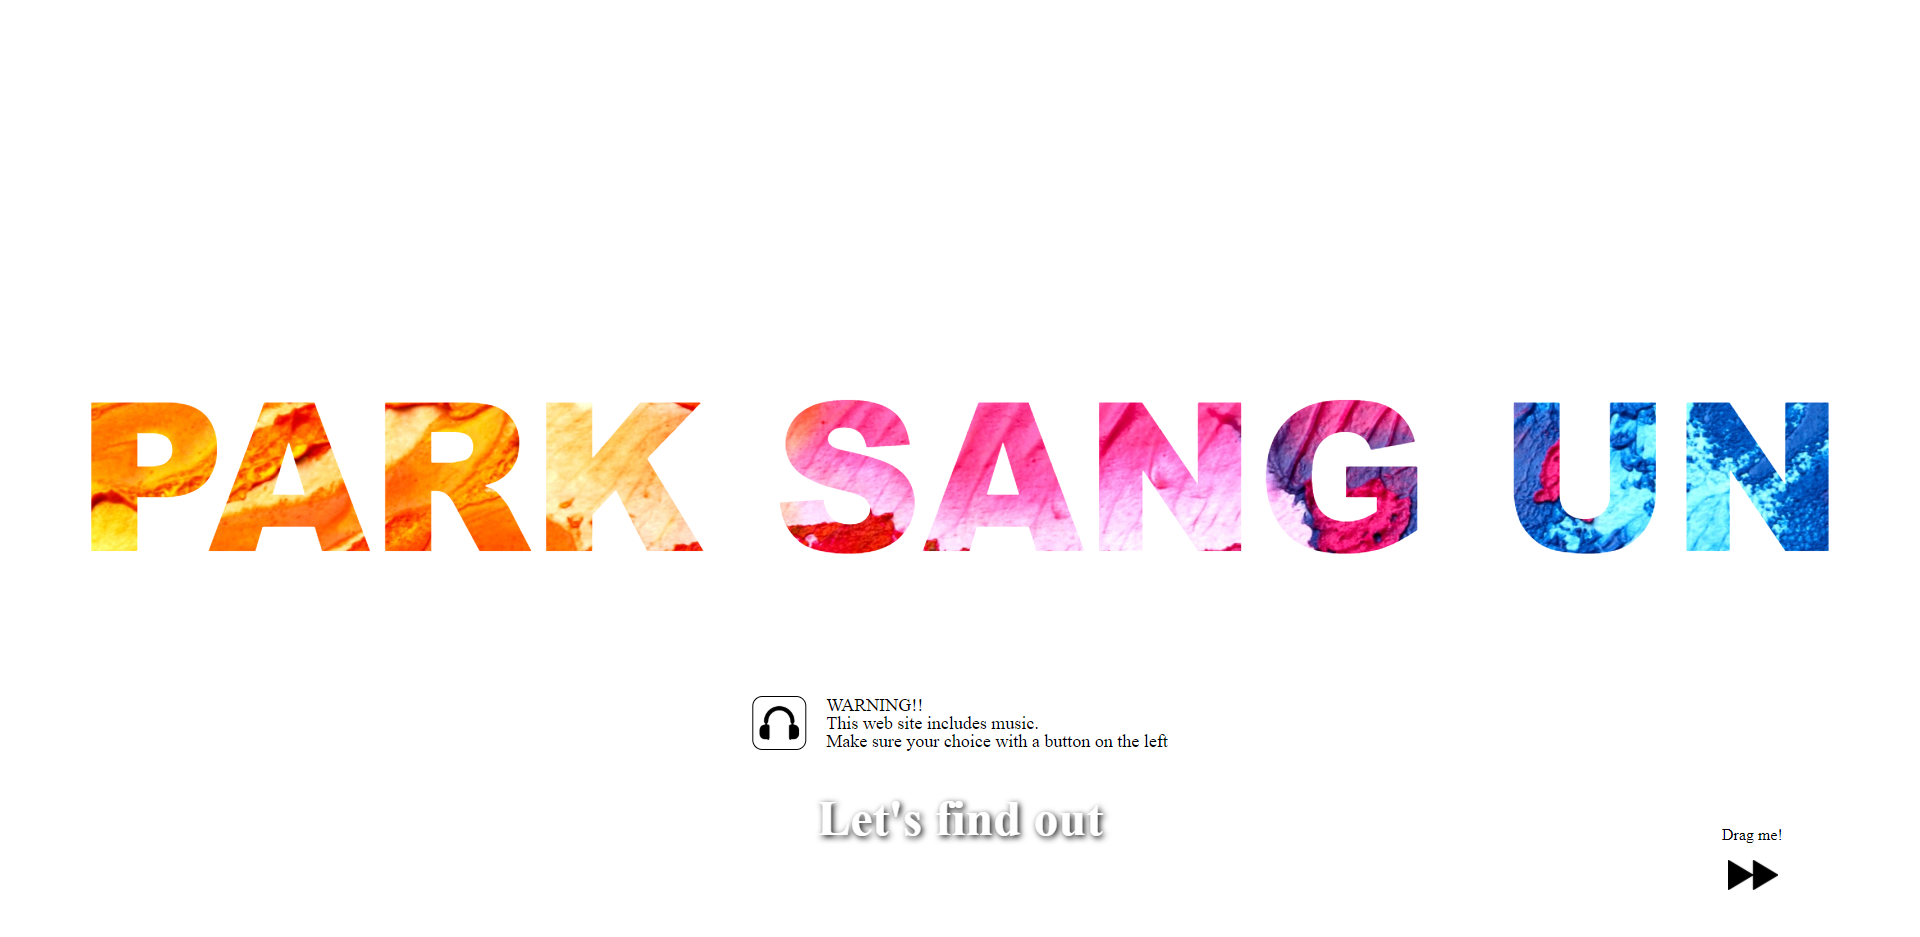 PARK SANG UN
WARNING!!
This web site includes music.
Make sure your choice with a button on the left
Let's find out
Drag me!